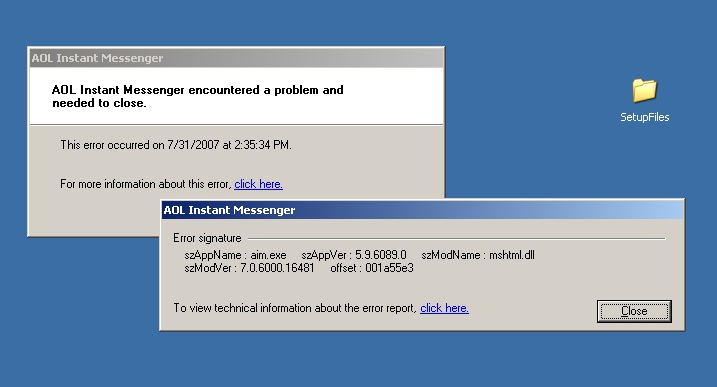 AOL Instant Messenger
AOL Instant Messenger encountered a problem and
needed to close.
This error occurred on 7/31/2007 at 2:35:34 PM.
For more information about this error, click here.
SetupFiles
AOL Instant Messenger
Error signature
szAppName : aim.exe szAppVer : 5.9.6089.0 szModName : mshtml.dll
szModVer : 7.0.6000.16481 offset : 001a55e3
To view technical information about the error report, click here.
Close